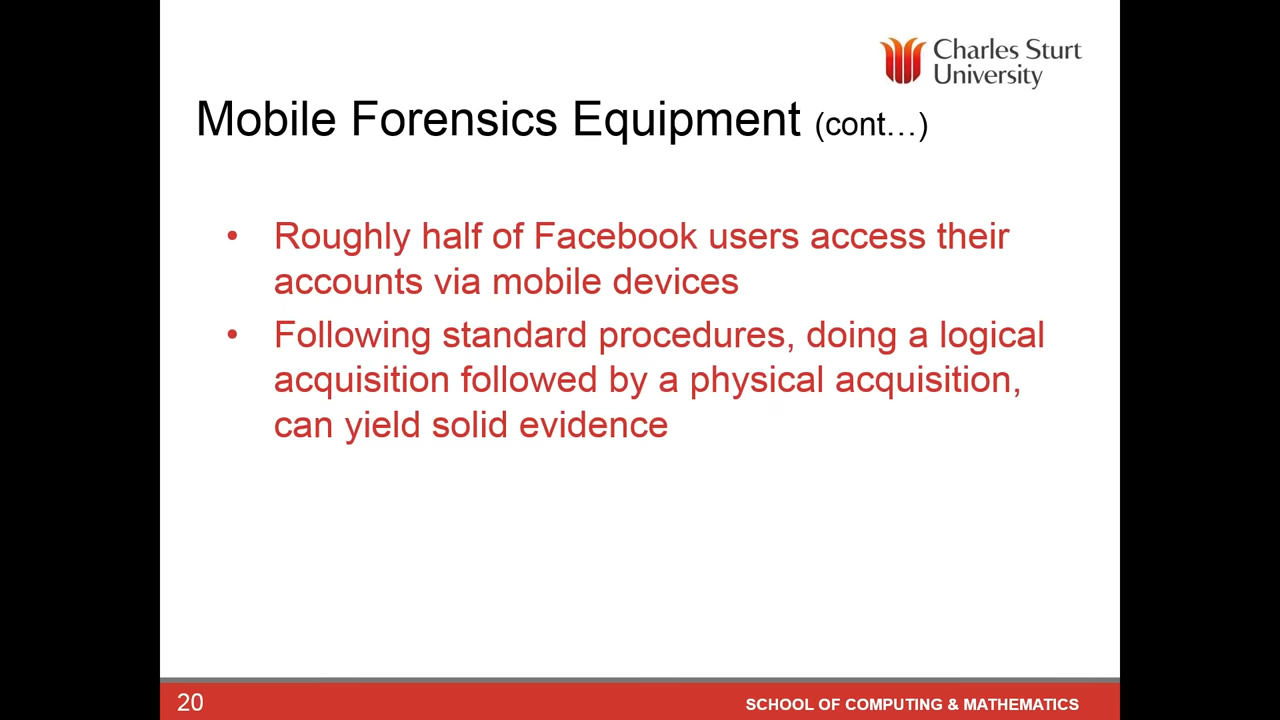 Charles Sturt
University
Mobile Forensics Equipment (cont…)
• Roughly half of Facebook users access their
accounts via mobile devices
• Following standard procedures, doing a logical
acquisition followed by a physical acquisition,
can yield solid evidence
20
SCHOOL OF COMPUTING & MATHEMATICS